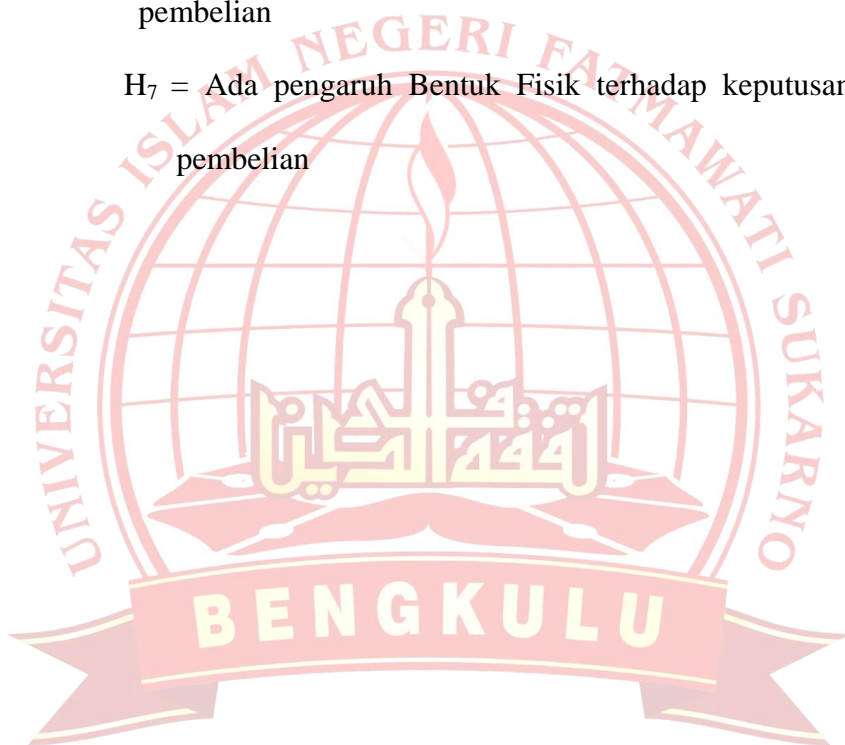 pembelian
H₇ = Ada pengaruh Bentuk Fisik terhadap keputusan
pembelian
UNIVERSITAS ISLAM NEGERI FATMAWATI SUKARNO
BENGKULU